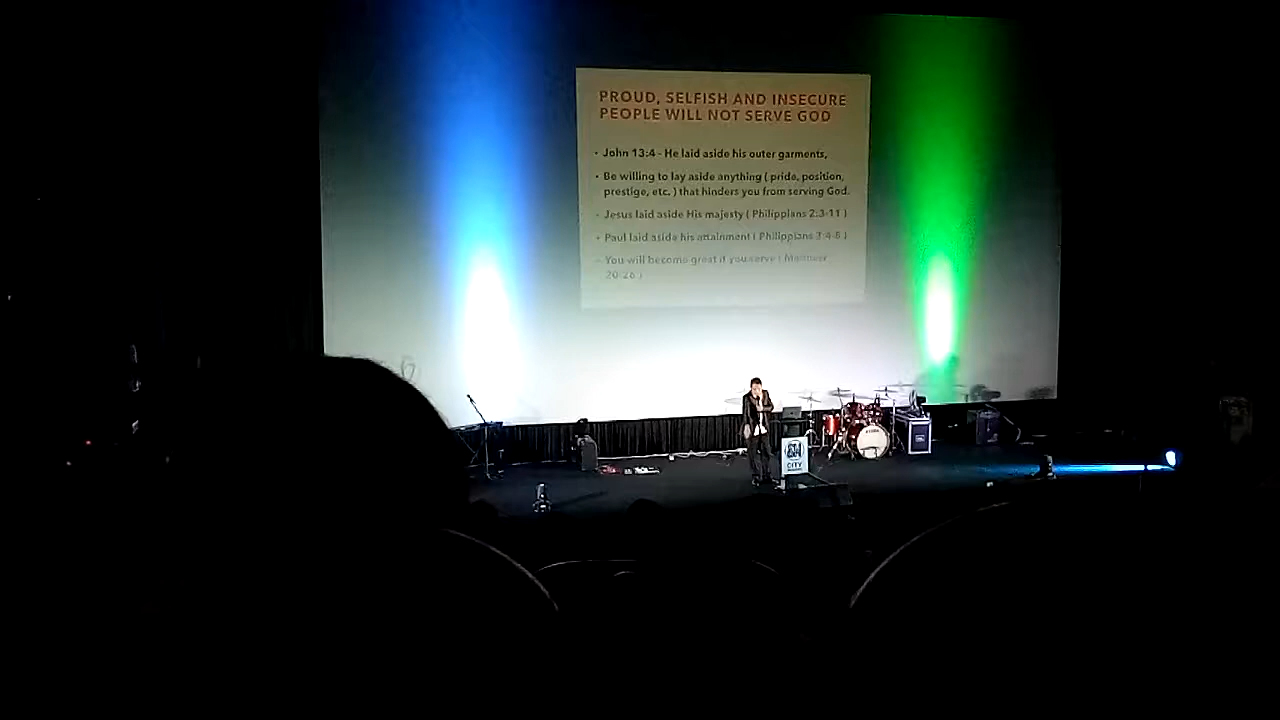 PROUD, SELFISH AND INSECURE
PEOPLE WILL NOT SERVE GOD
• John 13:4 - He laid aside his outer garments,
• Be willing to lay aside anything ( pride, position,
prestige, etc. ) that hinders you from serving God.
• Jesus laid aside His majesty ( Philippians 2:3-11 )
• Paul laid aside his attainment ( Philippians 3:4-8 )
• You will become great if you serve ( Matthew
20:26 )
SM
CITY